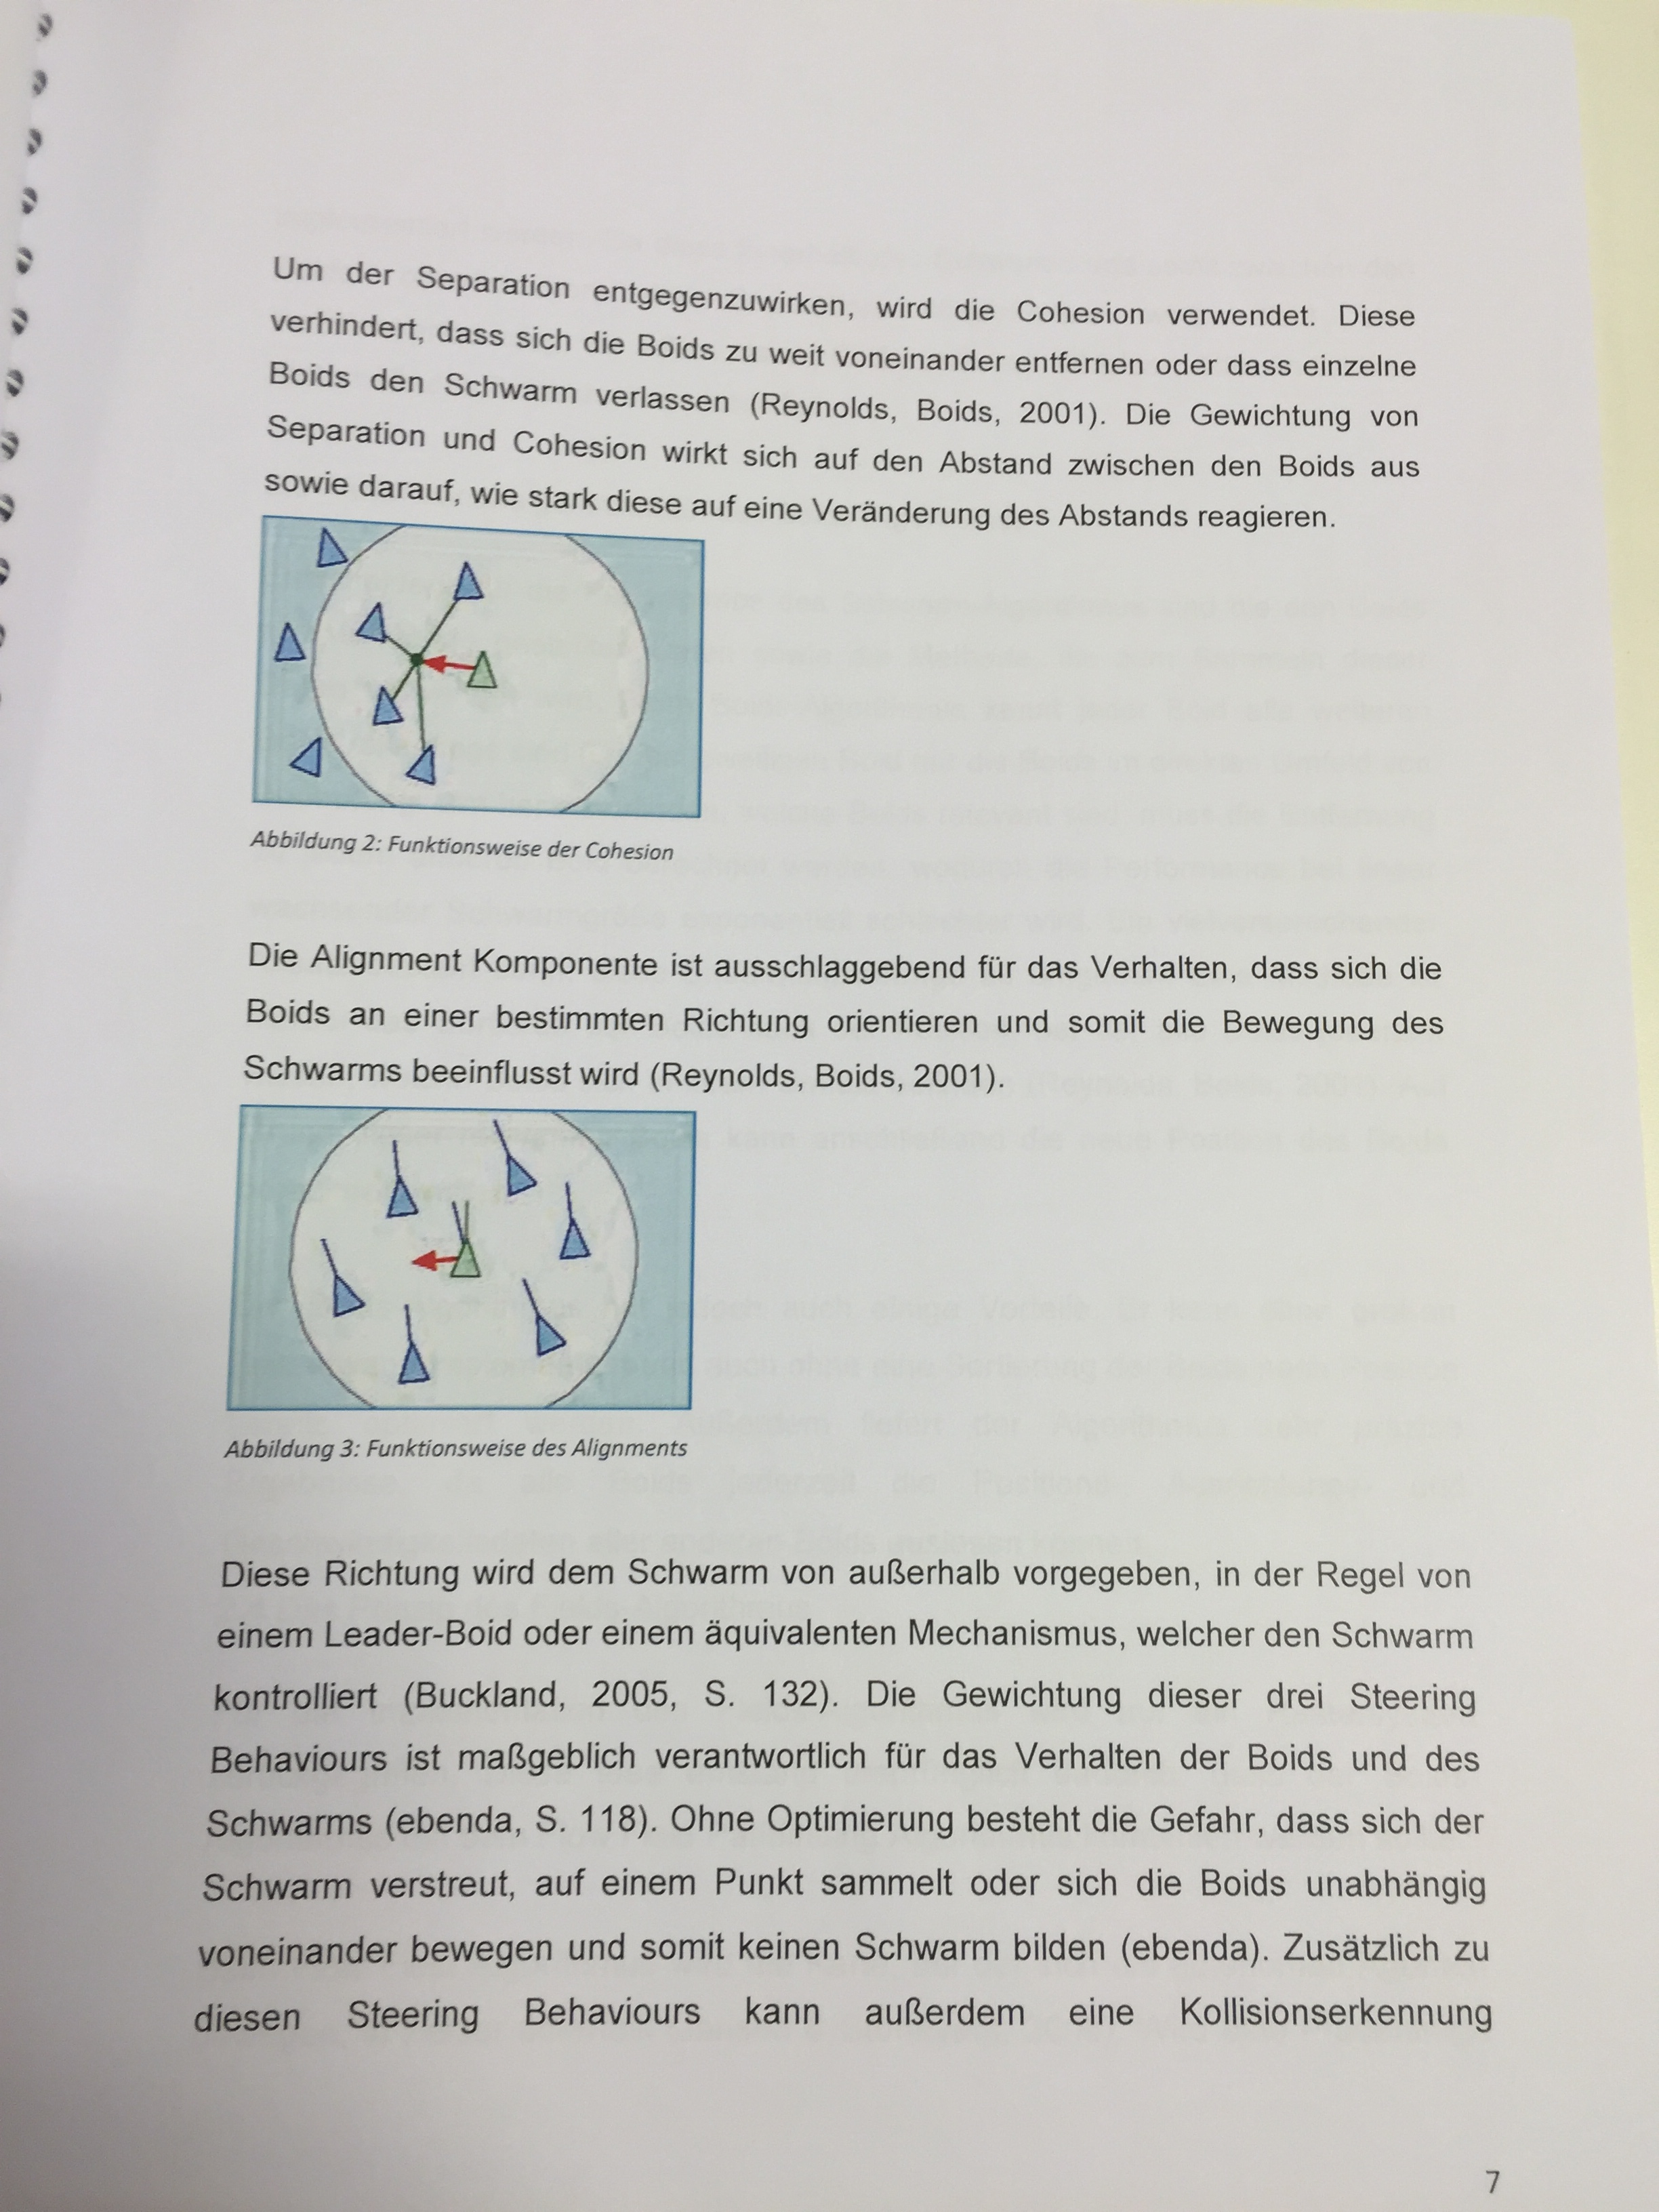 Um der Separation entgegenzuwirken, wird die Cohesion verwendet. Diese
verhindert, dass sich die Boids zu weit voneinander entfernen oder dass einzelne
Boids den Schwarm verlassen (Reynolds, Boids, 2001). Die Gewichtung von
Separation und Cohesion wirkt sich auf den Abstand zwischen den Boids aus
sowie darauf, wie stark diese auf eine Veränderung des Abstands reagieren.
Abbildung 2: Funktionsweise der Cohesion
Die Alignment Komponente ist ausschlaggebend für das Verhalten, dass sich die
Boids an einer bestimmten Richtung orientieren und somit die Bewegung des
Schwarms beeinflusst wird (Reynolds, Boids, 2001).
Abbildung 3: Funktionsweise des Alignments
Diese Richtung wird dem Schwarm von außerhalb vorgegeben, in der Regel von
einem Leader-Boid oder einem äquivalenten Mechanismus, welcher den Schwarm
kontrolliert (Buckland, 2005, S. 132). Die Gewichtung dieser drei Steering
Behaviours ist maßgeblich verantwortlich für das Verhalten der Boids und des
Schwarms (ebenda, S. 118). Ohne Optimierung besteht die Gefahr, dass sich der
Schwarm verstreut, auf einem Punkt sammelt oder sich die Boids unabhängig
voneinander bewegen und somit keinen Schwarm bilden (ebenda). Zusätzlich zu
diesen Steering Behaviours kann außerdem eine Kollisionserkennung
7